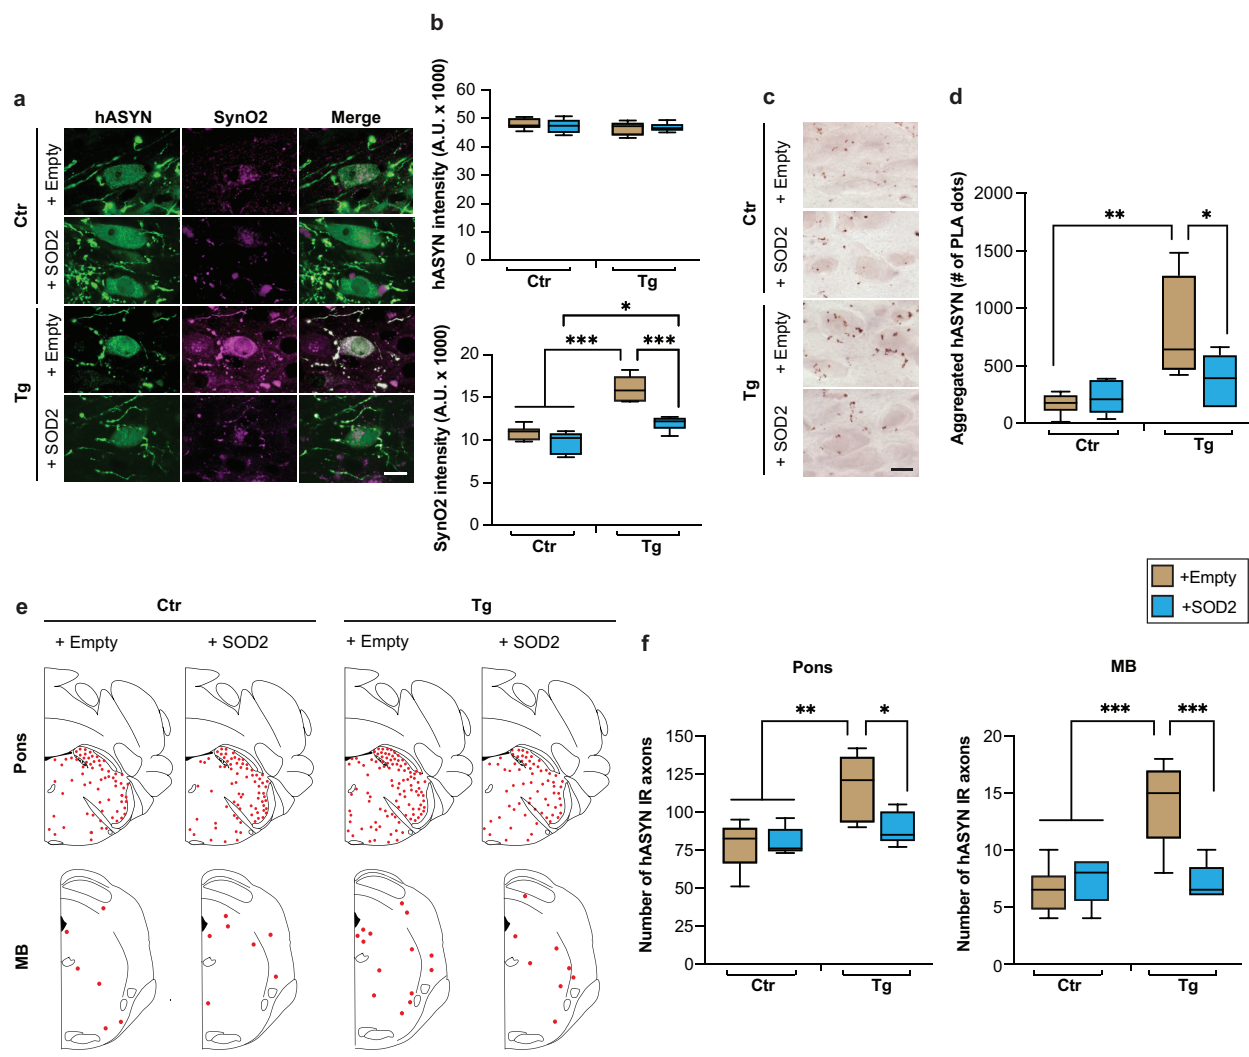 a
hASYN SynO2 Merge
Ctr
+ Empty
+ SOD2
Tg
+ Empty
+ SOD2
b
hASYN intensity (A.U. x 1000)
60
50
40
30
20
10
0
Ctr Tg
SynO2 intensity (A.U. x 1000)
20
15
10
5
0
*
*** ***
Ctr Tg
c
Ctr
+ Empty
+ SOD2
Tg
+ Empty
+ SOD2
d
Aggregated hASYN (# of PLA dots)
2000
1500
1000
500
0
** *
Ctr Tg
+Empty
+SOD2
e
Ctr Tg
+ Empty + SOD2 + Empty + SOD2
Pons
MB
f
Pons
Number of hASYN IR axons
150
125
100
75
50
25
0
** *
Ctr Tg
MB
Number of hASYN IR axons
20
15
10
5
0
*** ***
Ctr Tg